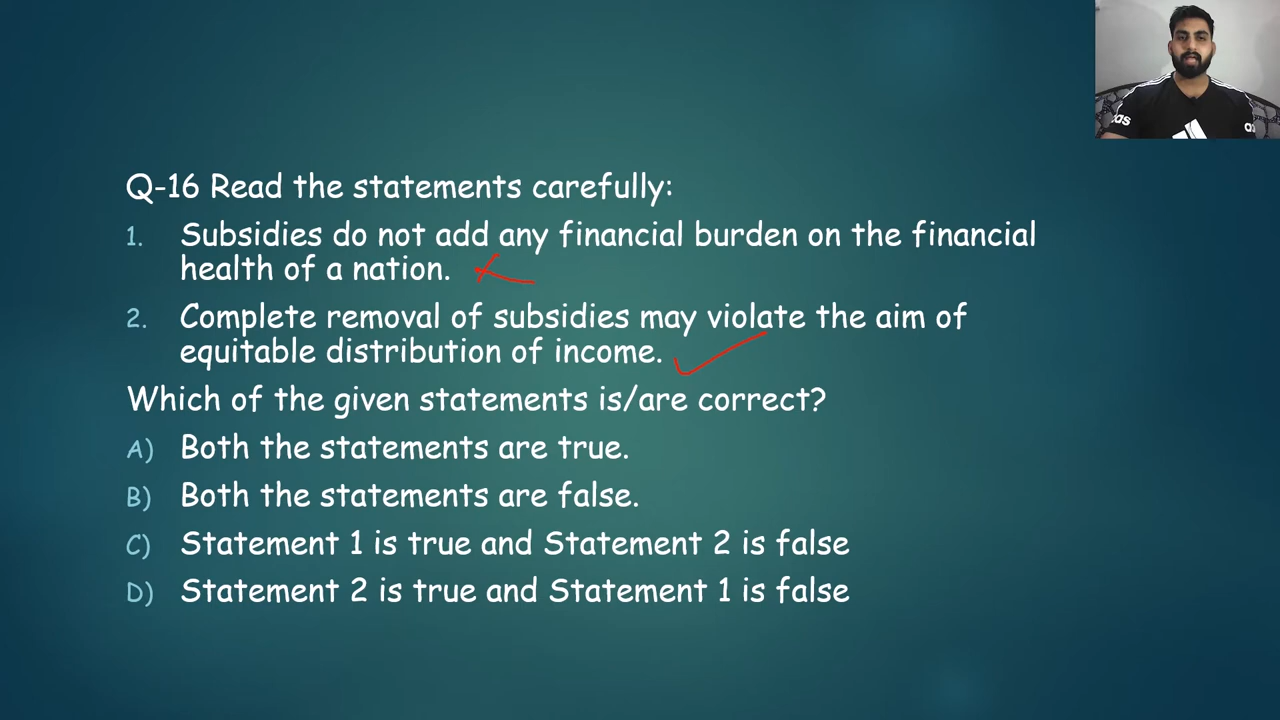 Q-16 Read the statements carefully:
1. Subsidies do not add any financial burden on the financial
health of a nation.
2. Complete removal of subsidies may violate the aim of
equitable distribution of income.
Which of the given statements is/are correct?
A) Both the statements are true.
B) Both the statements are false.
C) Statement 1 is true and Statement 2 is false
D) Statement 2 is true and Statement 1 is false